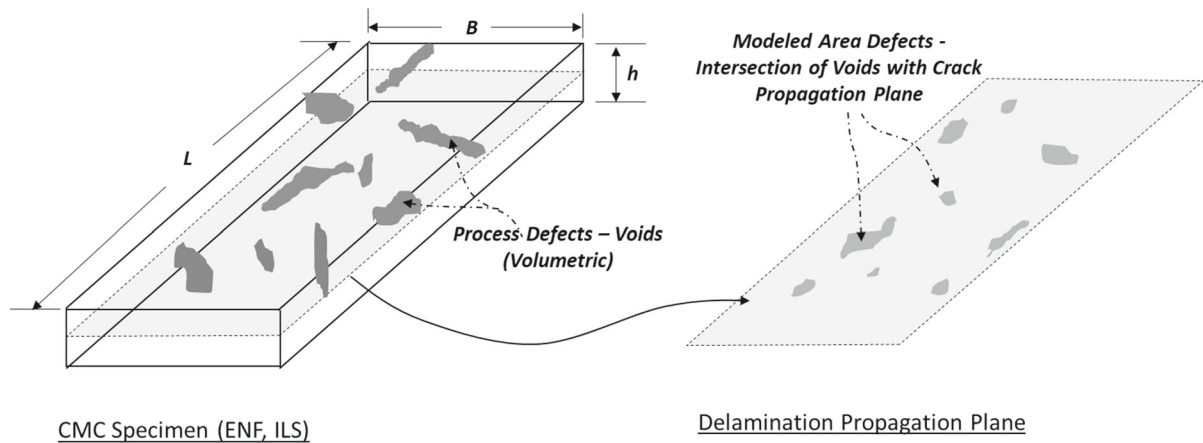 B
h
L
Process Defects – Voids
(Volumetric)
CMC Specimen (ENF, ILS)
Modeled Area Defects -
Intersection of Voids with Crack
Propagation Plane
Delamination Propagation Plane